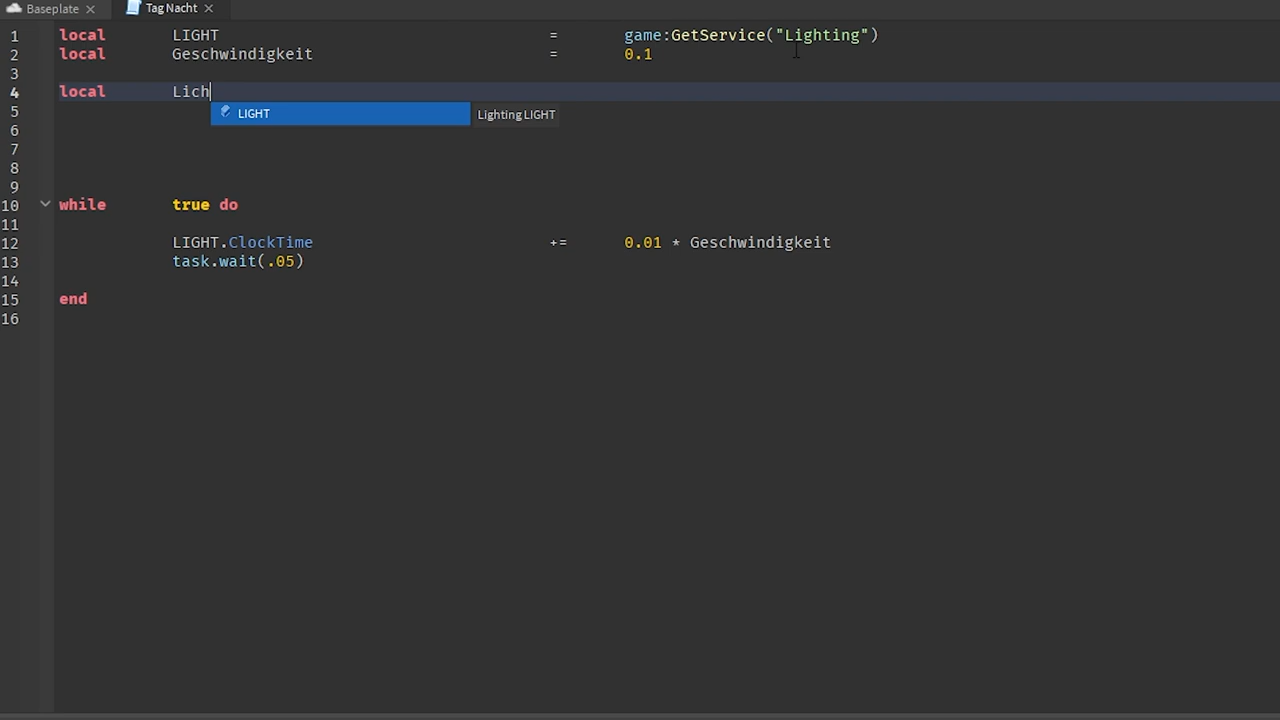 Baseplate Tag Nacht
1 local LIGHT = game:GetService("Lighting")
2 local Geschwindigkeit = 0.1
3
4 local Lich
5 LIGHT Lighting LIGHT
6
7
8
9
10 while true do
11
12 LIGHT.ClockTime += 0.01 * Geschwindigkeit
13 task.wait(.05)
14
15 end
16